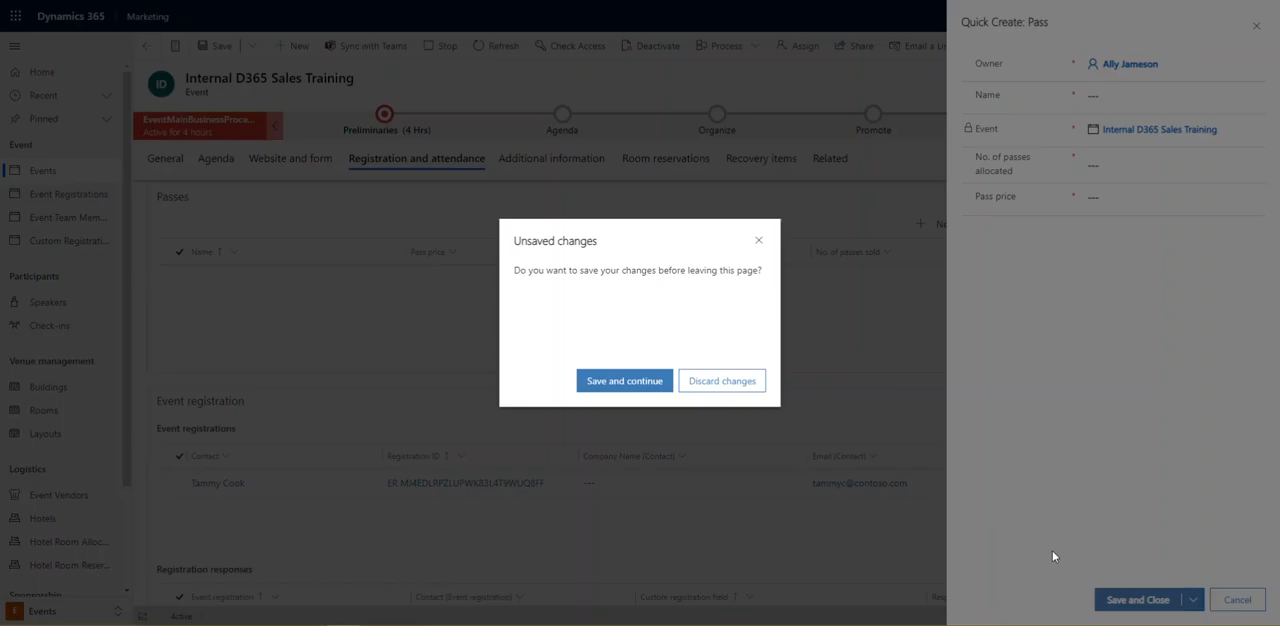 Dynamics 365 Marketing
Save
New
Sync with Teams
Stop
Refresh
Check Access
Deactivate
Process
Assign
Share
Email a
Home
Recent
Pinned
Event
Events
Event Registrations
Event Team Mem...
Custom Registrati...
Participants
Speakers
Check-ins
Venue management
Buildings
Rooms
Layouts
Logistics
Event Vendors
Hotels
Hotel Room Alloc...
Hotel Room Reser...
Sponsorship
E Events
ID
Internal D365 Sales Training
Event
EventMainBusinessProce...
Active for 4 hours
Preliminaries (4 Hrs)
Agenda
Organize
Promote
General
Agenda
Website and form
Registration and attendance
Additional information
Room reservations
Recovery items
Related
Passes
Name
Pass price
No. of passes sold
Unsaved changes
Do you want to save your changes before leaving this page?
Save and continue
Discard changes
Event registration
Event registrations
Contact
Registration ID
Company Name (Contact)
Email (Contact)
Tammy Cook
---
tammyc@contoso.com
Registration responses
Event registration
Contact (Event registration)
Custom registration field
Active
Quick Create: Pass
Owner * Ally Jameson
Name * ---
Event * Internal D365 Sales Training
No. of passes
allocated * ---
Pass price * ---
Save and Close
Cancel